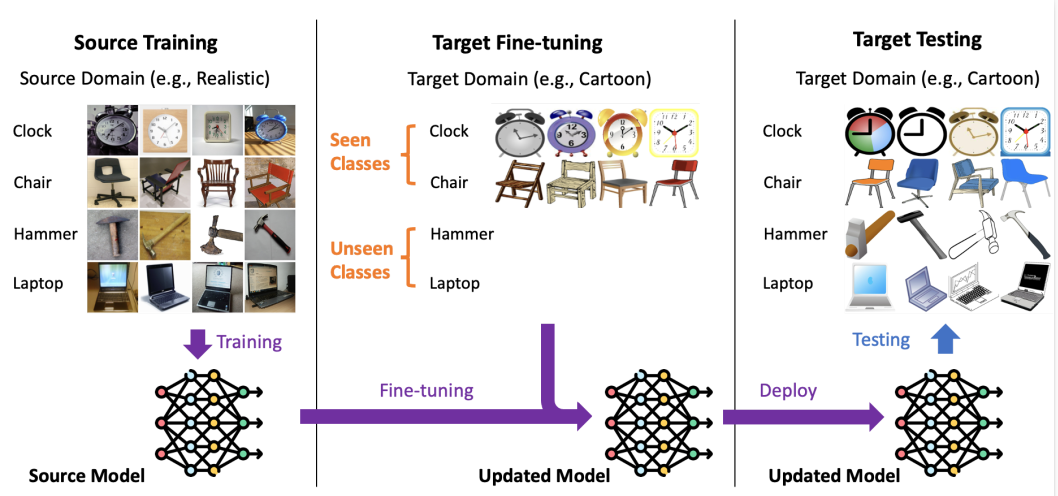 Source Training
Source Domain (e.g., Realistic)
Clock
Chair
Hammer
Laptop
Training
Source Model
Target Fine-tuning
Target Domain (e.g., Cartoon)
Seen
Classes
Clock
Chair
Unseen
Classes
Hammer
Laptop
Fine-tuning
Updated Model
Target Testing
Target Domain (e.g., Cartoon)
Clock
Chair
Hammer
Laptop
Testing
Deploy
Updated Model